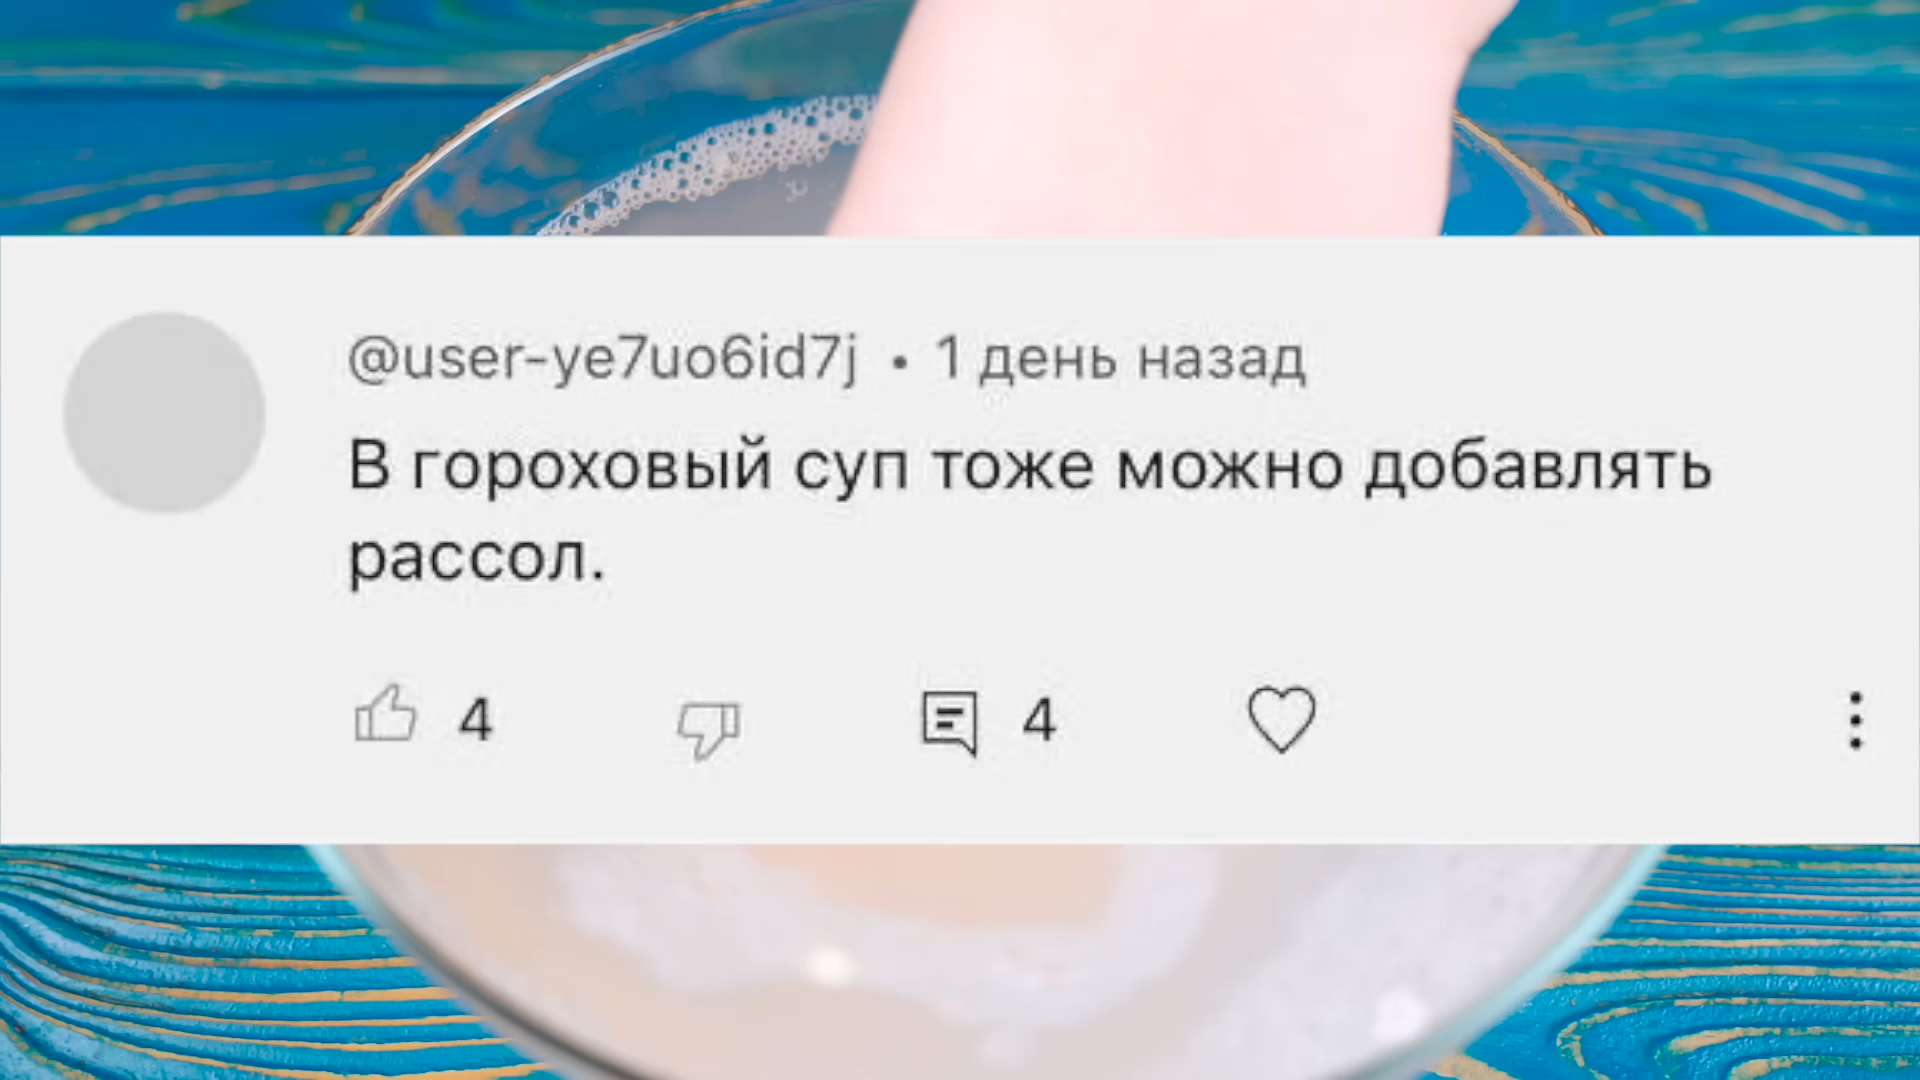 @user-ye7uo6id7j • 1 день назад
В гороховый суп тоже можно добавлять
рассол.
4 4